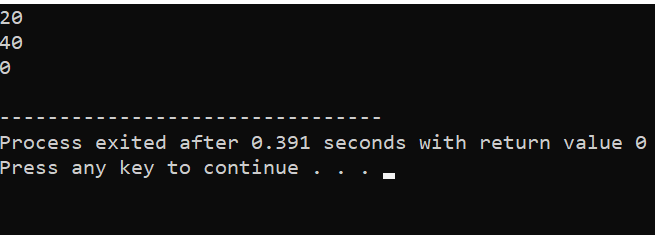 20
40
0
--------------------------------
Process exited after 0.391 seconds with return value 0
Press any key to continue . . .